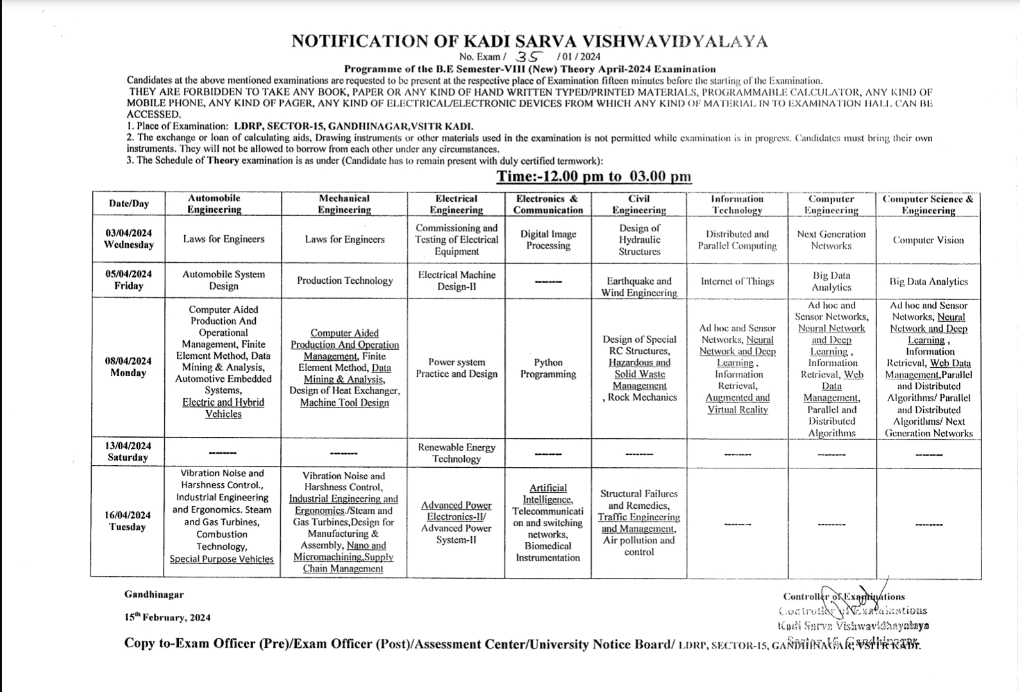 NOTIFICATION OF KADI SARVA VISHWAVIDYALAYA
No. Exam / 35 /01/2024
Programme of the B.E Semester-VIII (New) Theory April-2024 Examination
Candidates at the above mentioned examinations are requested to be present at the respective place of Examination fifteen minutes before the starting of the Examination.
THEY ARE FORBIDDEN TO TAKE ANY BOOK, PAPER OR ANY KIND OF HAND WRITTEN TYPED/PRINTED MATERIALS, PROGRAMMABLE CALCULATOR, ANY KIND OF
MOBILE PHONE, ANY KIND OF PAGER, ANY KIND OF ELECTRICAL/ELECTRONIC DEVICES FROM WHICH ANY KIND OF MATERIAL IN TO EXAMINATION HALL CAN BE
ACCESSED.
1. Place of Examination: LDRP, SECTOR-15, GANDHINAGAR,VSITR KADI.
2. The exchange or loan of calculating aids, Drawing instruments or other materials used in the examination is not permitted while examination is in progress. Candidates must bring their own
instruments. They will not be allowed to borrow from each other under any circumstances.
3. The Schedule of Theory examination is as under (Candidate has to remain present with duly certified termwork):
Time:-12.00 pm to 03.00 pm
Date/Day
Automobile
Engineering
Mechanical
Engineering
Electrical
Engineering
Electronics &
Communication
Civil
Engineering
Information
Technology
Computer
Engineering
Computer Science &
Engineering
03/04/2024
Wednesday
Laws for Engineers
Laws for Engineers
Commissioning and
Testing of Electrical
Equipment
Digital Image
Processing
Design of
Hydraulic
Structures
Distributed and
Parallel Computing
Next Generation
Networks
Computer Vision
05/04/2024
Friday
Automobile System
Design
Production Technology
Electrical Machine
Design-II
-------
Earthquake and
Wind Engineering
Internet of Things
Big Data
Analytics
Big Data Analytics
08/04/2024
Monday
Computer Aided
Production And
Operational
Management, Finite
Element Method, Data
Mining & Analysis,
Automotive Embedded
Systems,
Electric and Hybrid
Vehicles
Computer Aided
Production And Operation
Management, Finite
Element Method, Data
Mining & Analysis,
Design of Heat Exchanger,
Machine Tool Design
Power system
Practice and Design
Python
Programming
Design of Special
RC Structures,
Hazardous and
Solid Waste
Management
, Rock Mechanics
Ad hoc and Sensor
Networks, Neural
Network and Deep
Learning ,
Information
Retrieval,
Augmented and
Virtual Reality
Ad hoc and
Sensor Networks,
Neural Network
and Deep
Learning ,
Information
Retrieval, Web
Data
Management,
Parallel and
Distributed
Algorithms
Ad hoc and Sensor
Networks, Neural
Network and Deep
Learning ,
Information
Retrieval, Web Data
Management,Parallel
and Distributed
Algorithms/ Parallel
and Distributed
Algorithms/ Next
Generation Networks
13/04/2024
Saturday
-------
-------
Renewable Energy
Technology
-------
-------
-------
-------
-------
16/04/2024
Tuesday
Vibration Noise and
Harshness Control.,
Industrial Engineering
and Ergonomics. Steam
and Gas Turbines,
Combustion
Technology,
Special Purpose Vehicles
Vibration Noise and
Harshness Control,
Industrial Engineering and
Ergonomics./Steam and
Gas Turbines,Design for
Manufacturing &
Assembly, Nano and
Micromachining,Supply
Chain Management
Advanced Power
Electronics-II/
Advanced Power
System-II
Artificial
Intelligence,
Telecommunicati
on and switching
networks,
Biomedical
Instrumentation
Structural Failures
and Remedies,
Traffic Engineering
and Management,
Air pollution and
control
-------
-------
-------
Gandhinagar
15th February, 2024
Controller of Examinations
Controller of Examinations
Kadi Sarva Vishwavidhayalaya
Copy to-Exam Officer (Pre)/Exam Officer (Post)/Assessment Center/University Notice Board/ LDRP, SECTOR-15,